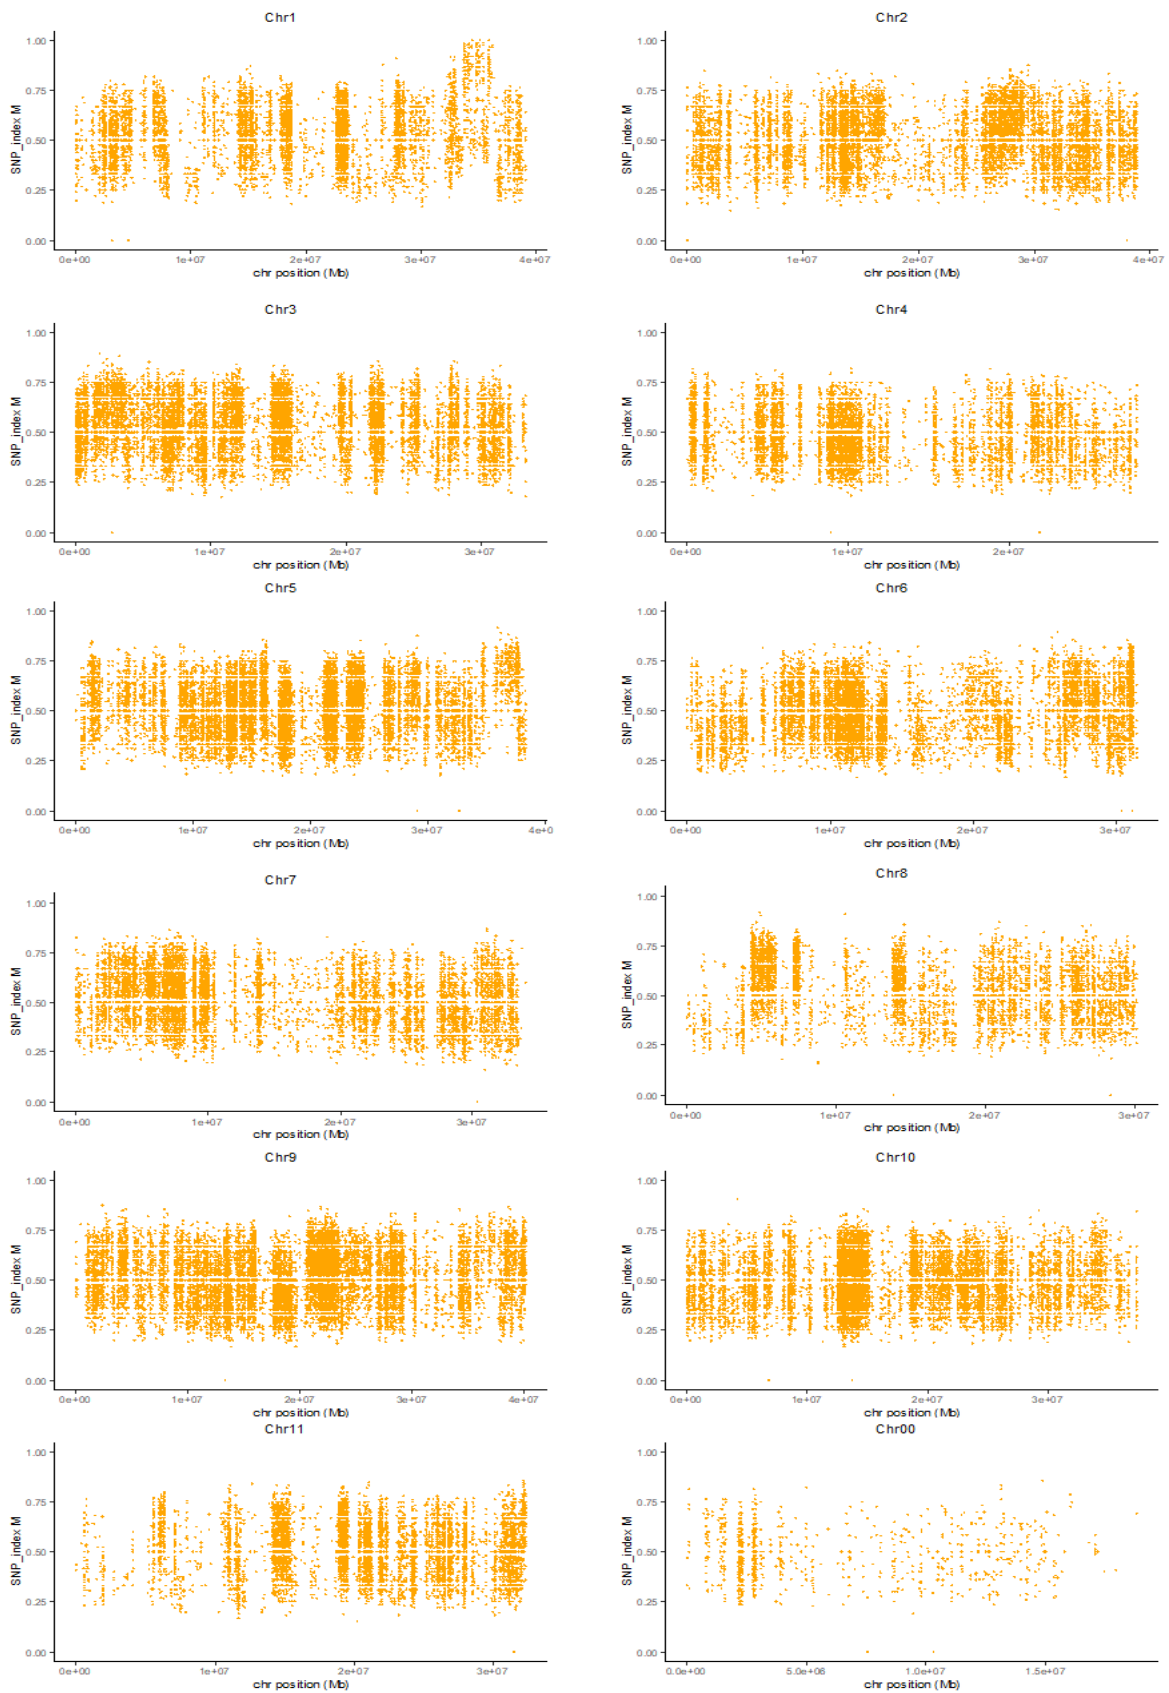 Chr1
Chr2
1.00
0.75
0.50
0.25
0.00
SNP_index M
0e+00
1e+07
2e+07
3e+07
4e+07
chr position (Mb)
1.00
0.75
0.50
0.25
0.00
SNP_index M
0e+00
1e+07
2e+07
3e+07
4e+07
chr position (Mb)
Chr3
Chr4
1.00
0.75
0.50
0.25
0.00
SNP_index M
0e+00
1e+07
2e+07
3e+07
chr position (Mb)
1.00
0.75
0.50
0.25
0.00
SNP_index M
0e+00
1e+07
2e+07
chr position (Mb)
Chr5
Chr6
1.00
0.75
0.50
0.25
0.00
SNP_index M
0e+00
1e+07
2e+07
3e+07
4e+0
chr position (Mb)
1.00
0.75
0.50
0.25
0.00
SNP_index M
0e+00
1e+07
2e+07
3e+07
chr position (Mb)
Chr7
Chr8
1.00
0.75
0.50
0.25
0.00
SNP_index M
0e+00
1e+07
2e+07
3e+07
chr position (Mb)
1.00
0.75
0.50
0.25
0.00
SNP_index M
0e+00
1e+07
2e+07
3e+07
chr position (Mb)
Chr9
Chr10
1.00
0.75
0.50
0.25
0.00
SNP_index M
0e+00
1e+07
2e+07
3e+07
4e+07
chr position (Mb)
1.00
0.75
0.50
0.25
0.00
SNP_index M
0e+00
1e+07
2e+07
3e+07
chr position (Mb)
Chr11
Chr00
1.00
0.75
0.50
0.25
0.00
SNP_index M
0e+00
1e+07
2e+07
3e+07
chr position (Mb)
1.00
0.75
0.50
0.25
0.00
SNP_index M
0.0e+00
5.0e+06
1.0e+07
1.5e+07
chr position (Mb)